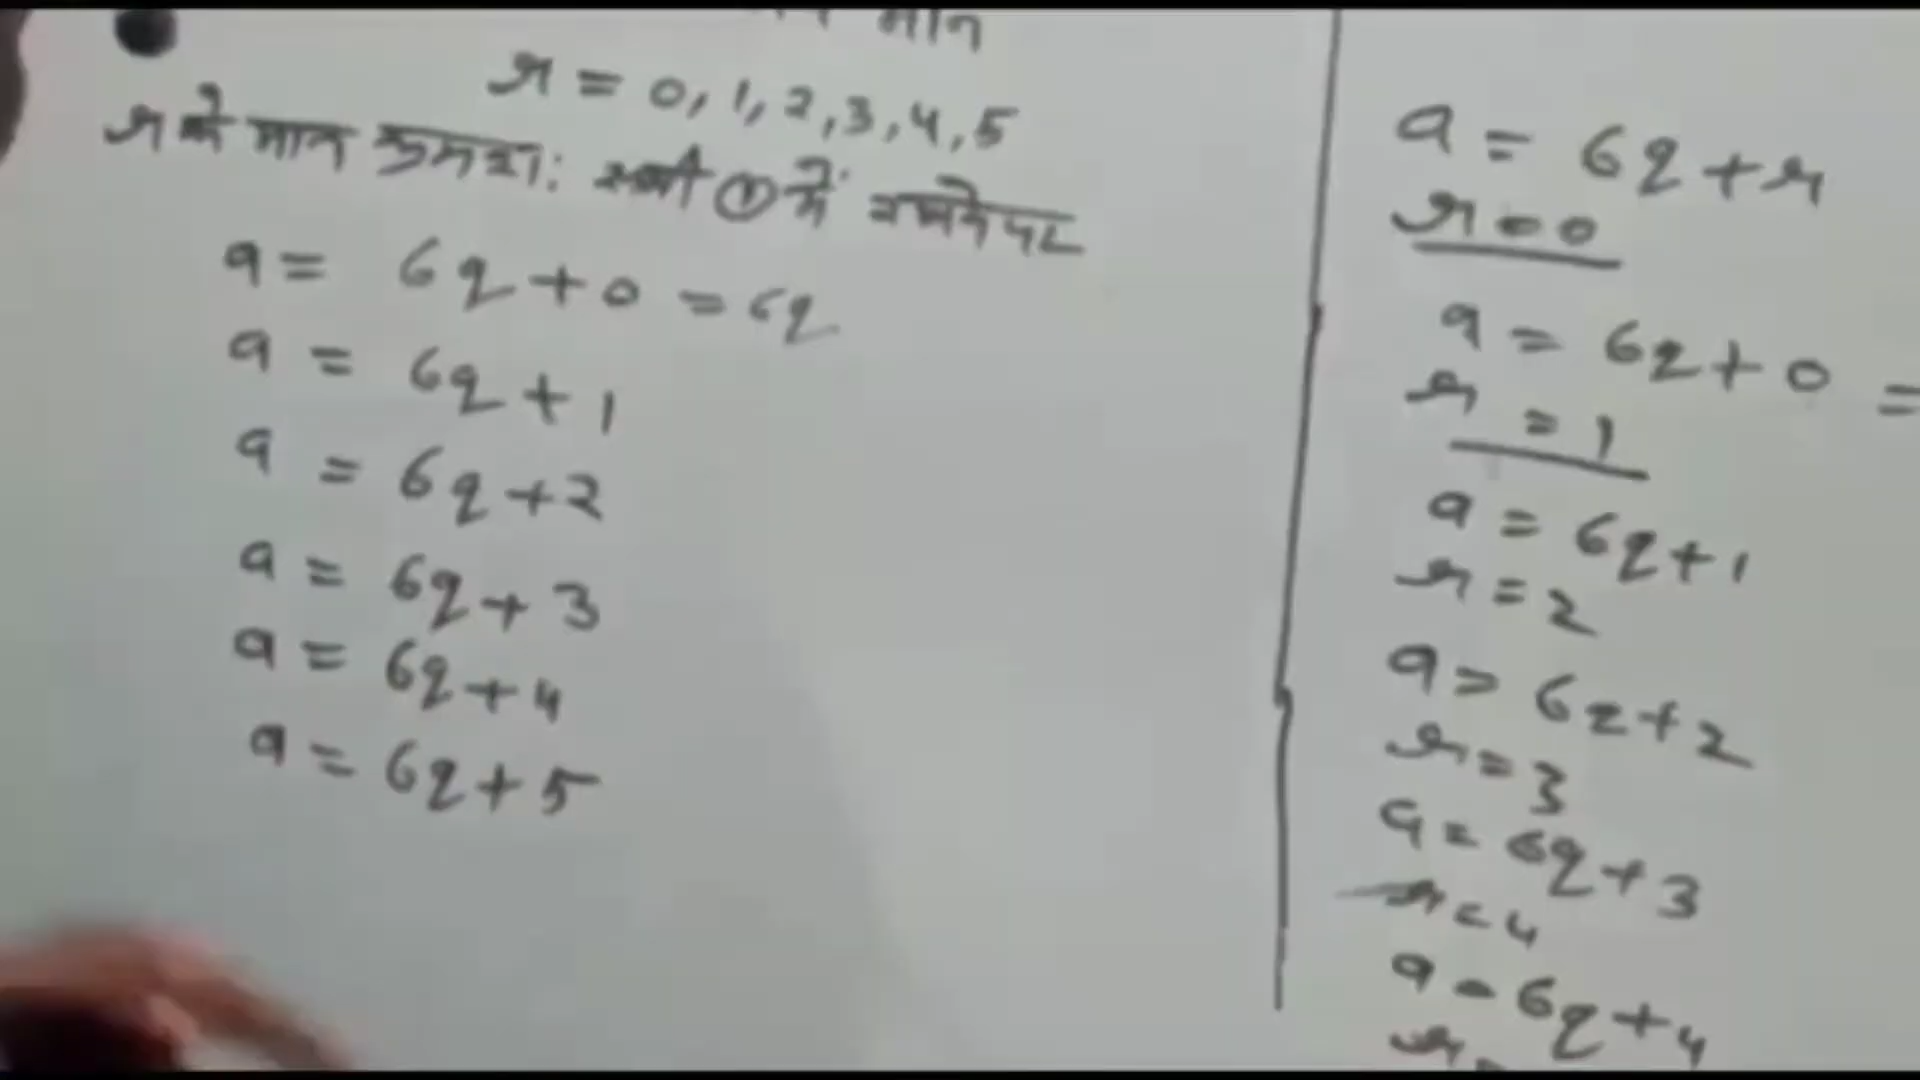 मान
r = 0, 1, 2, 3, 4, 5
r के मान क्रमशः समी ① में रखने पर
a = 6q + 0 = 6q
a = 6q + 1
a = 6q + 2
a = 6q + 3
a = 6q + 4
a = 6q + 5
a = 6q + r
r = 0
a = 6q + 0 =
r = 1
a = 6q + 1
r = 2
a = 6q + 2
r = 3
a = 6q + 3
r = 4
a = 6q + 4